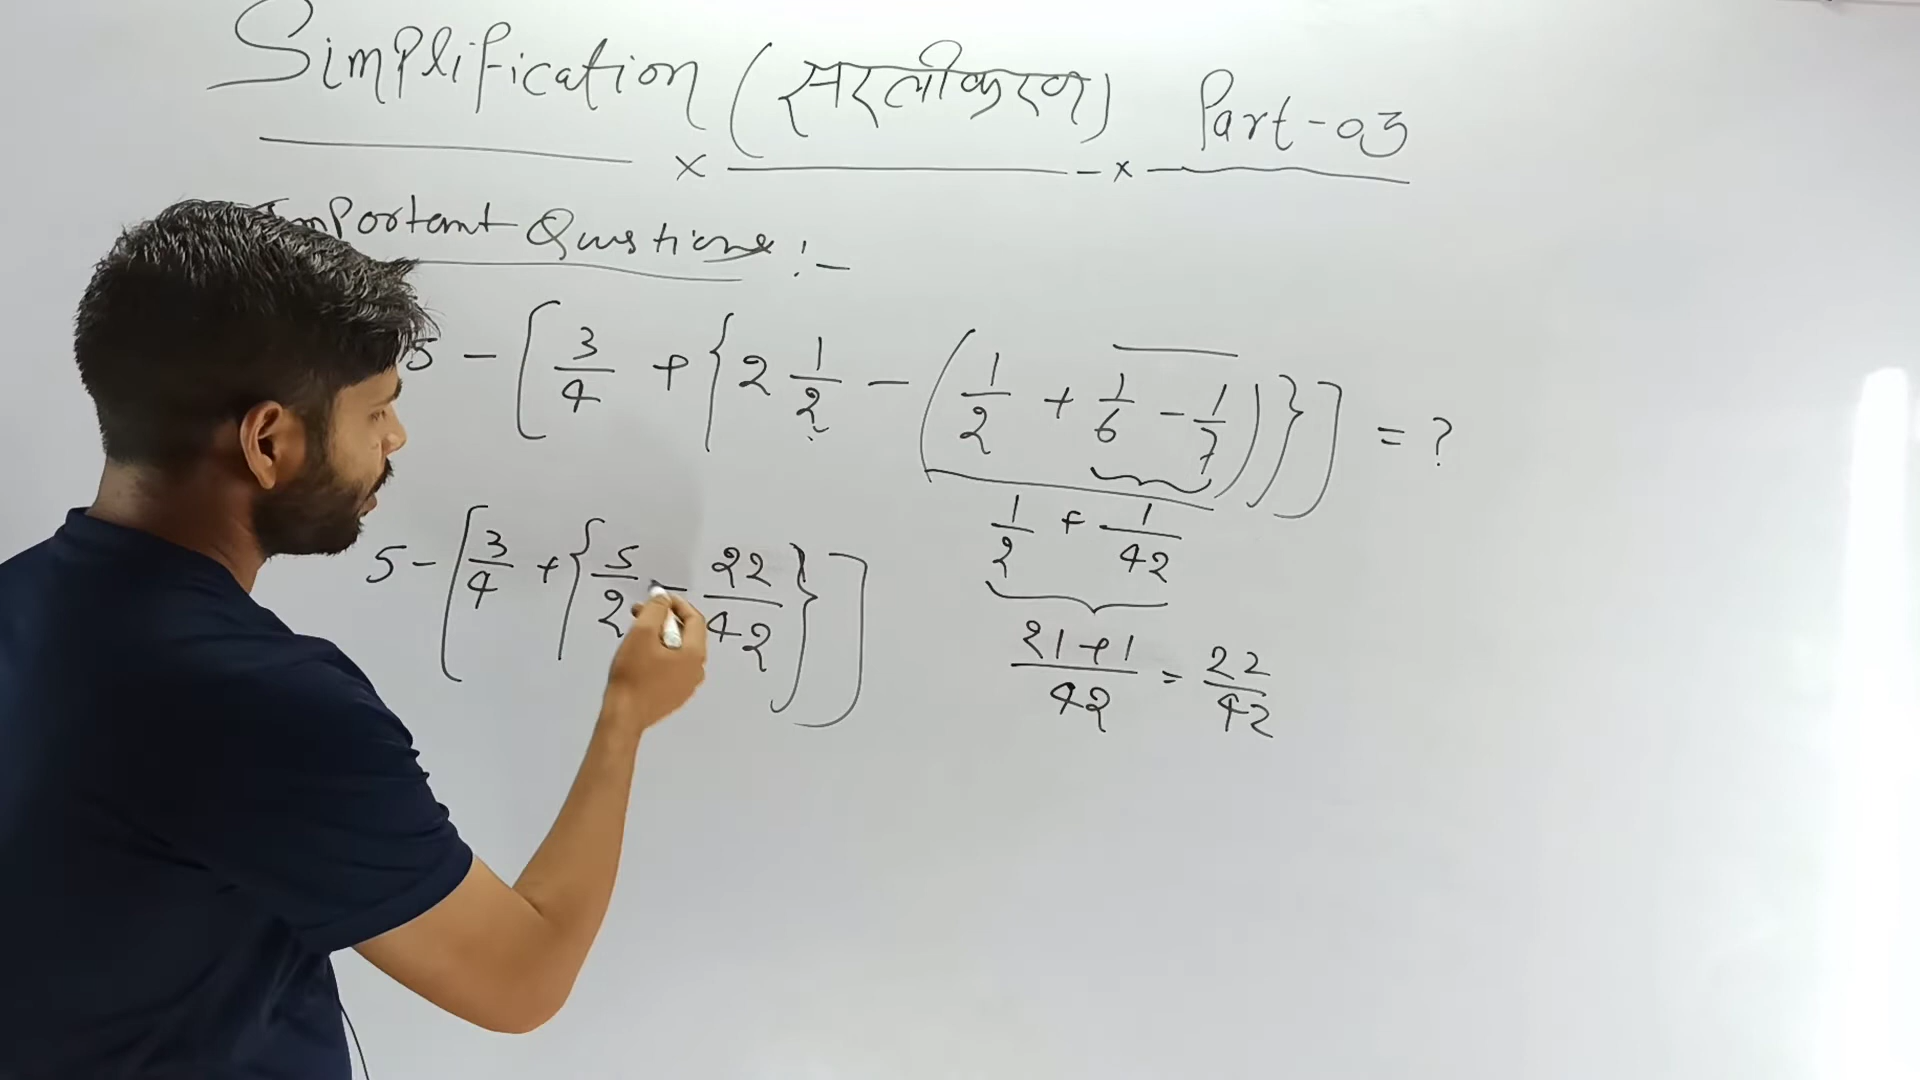 Simplification (सरलीकरण) Part-03
Important Questions :-
5 - [3/4 + {2 1/2 - (1/2 + 1/6 - 1/7)}] = ?
1/2 + 1/42
5 - [3/4 + {5/2 - 22/42}]
21+1/42 = 22/42